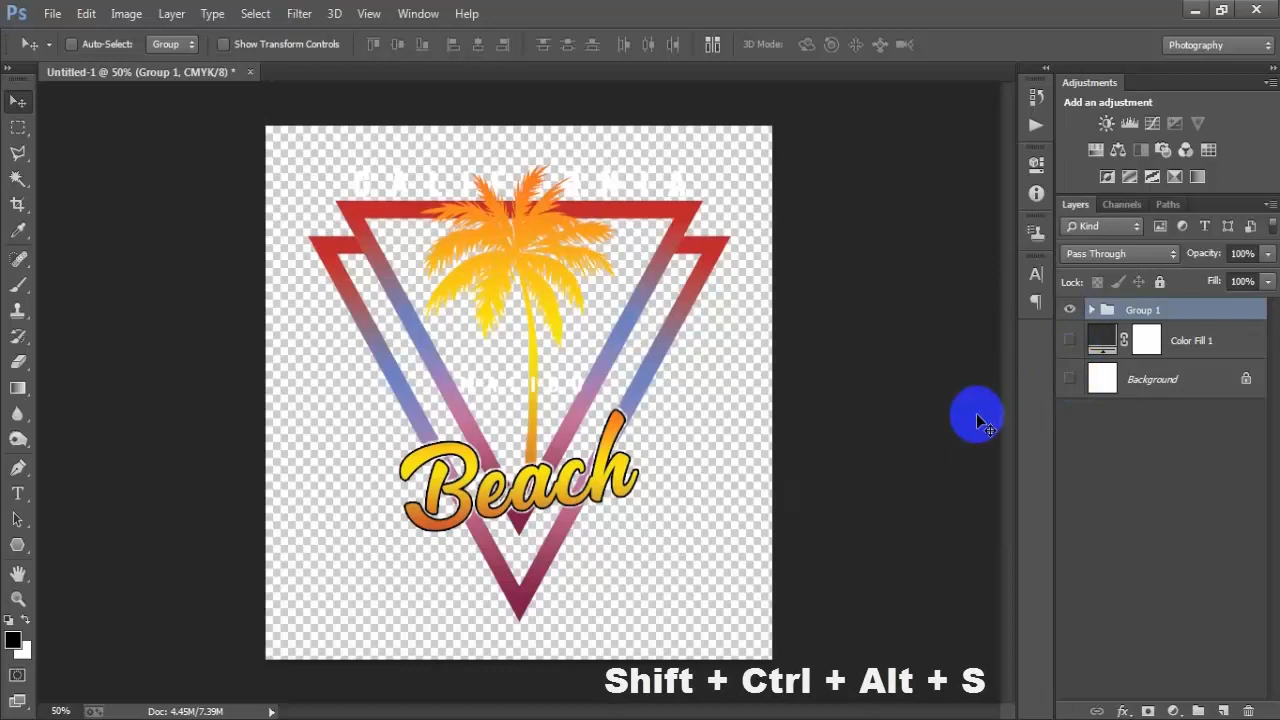 Ps File Edit Image Layer Type Select Filter 3D View Window Help
Auto-Select: Group Show Transform Controls 3D Mode: Photography
Untitled-1 @ 50% (Group 1, CMYK/8) * ×
Adjustments
Add an adjustment
Layers Channels Paths
Kind
Pass Through Opacity: 100%
Lock: Fill: 100%
Group 1
Color Fill 1
Background
Beach
Shift + Ctrl + Alt + S
50% Doc: 4.45M/7.39M